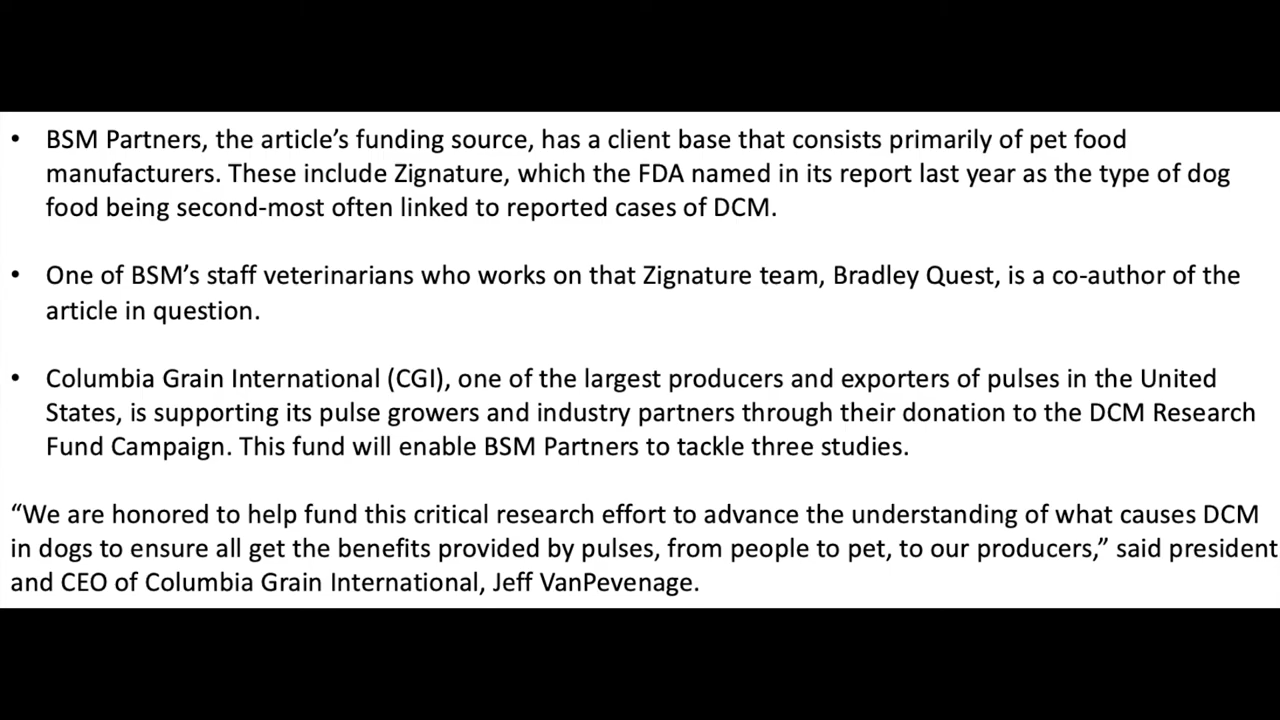 • BSM Partners, the article’s funding source, has a client base that consists primarily of pet food
manufacturers. These include Zignature, which the FDA named in its report last year as the type of dog
food being second-most often linked to reported cases of DCM.
• One of BSM’s staff veterinarians who works on that Zignature team, Bradley Quest, is a co-author of the
article in question.
• Columbia Grain International (CGI), one of the largest producers and exporters of pulses in the United
States, is supporting its pulse growers and industry partners through their donation to the DCM Research
Fund Campaign. This fund will enable BSM Partners to tackle three studies.
“We are honored to help fund this critical research effort to advance the understanding of what causes DCM
in dogs to ensure all get the benefits provided by pulses, from people to pet, to our producers,” said president
and CEO of Columbia Grain International, Jeff VanPevenage.